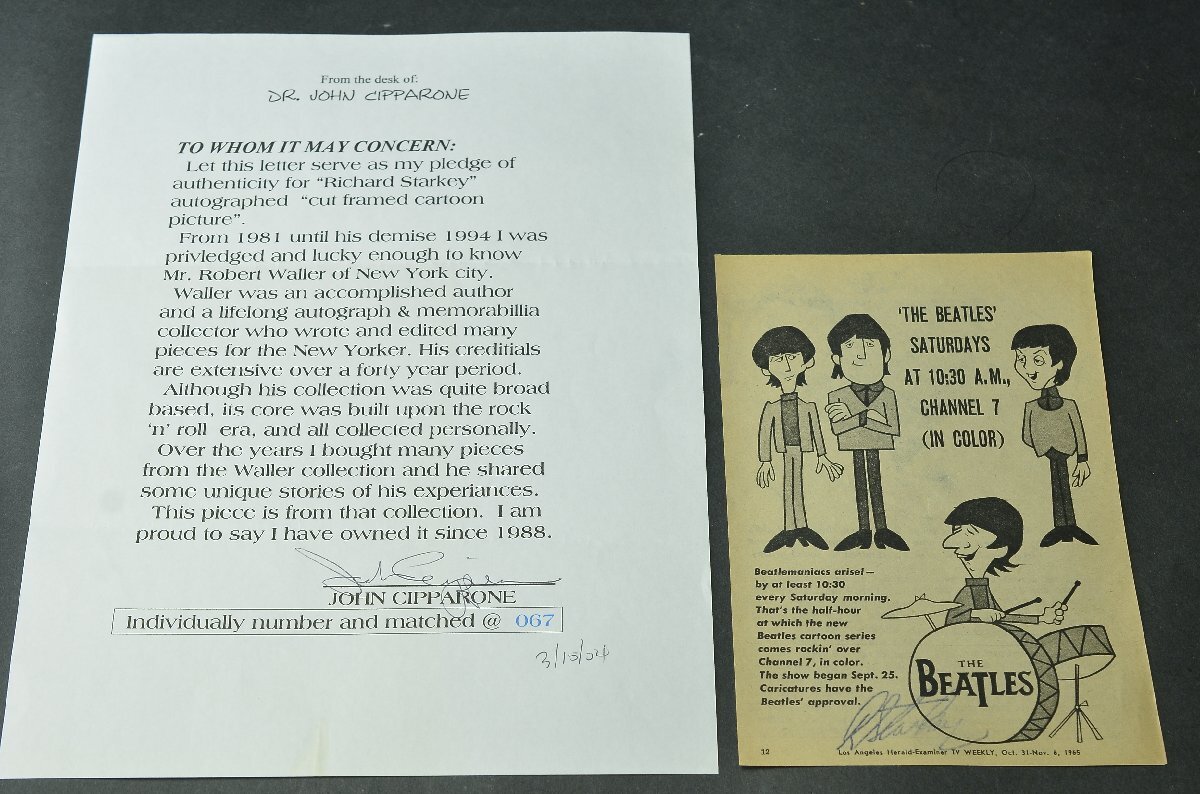 From the desk of:
DR. JOHN CIPPARONE
TO WHOM IT MAY CONCERN:
Let this letter serve as my pledge of
authenticity for "Richard Starkey"
autographed "cut framed cartoon
picture".
From 1981 until his demise 1994 I was
privledged and lucky enough to know
Mr. Robert Waller of New York city.
Waller was an accomplished author
and a lifelong autograph & memorabillia
collector who wrote and edited many
pieces for the New Yorker. His creditials
are extensive over a forty year period.
Although his collection was quite broad
based, its core was built upon the rock
'n' roll era, and all collected personally.
Over the years I bought many pieces
from the Waller collection and he shared
some unique stories of his experiances.
This piece is from that collection. I am
proud to say I have owned it since 1988.
John Cipparone
JOHN CIPPARONE
Individually number and matched @ 067
3/15/04
'THE BEATLES'
SATURDAYS
AT 10:30 A.M.,
CHANNEL 7
(IN COLOR)
Beatlemaniacs arise!—
by at least 10:30
every Saturday morning.
That's the half-hour
at which the new
Beatles cartoon series
comes rockin' over
Channel 7, in color.
The show began Sept. 25.
Caricatures have the
Beatles' approval.
THE
BEATLES
R Starkey
12 Los Angeles Herald-Examiner TV WEEKLY, Oct. 31-Nov. 6, 1965